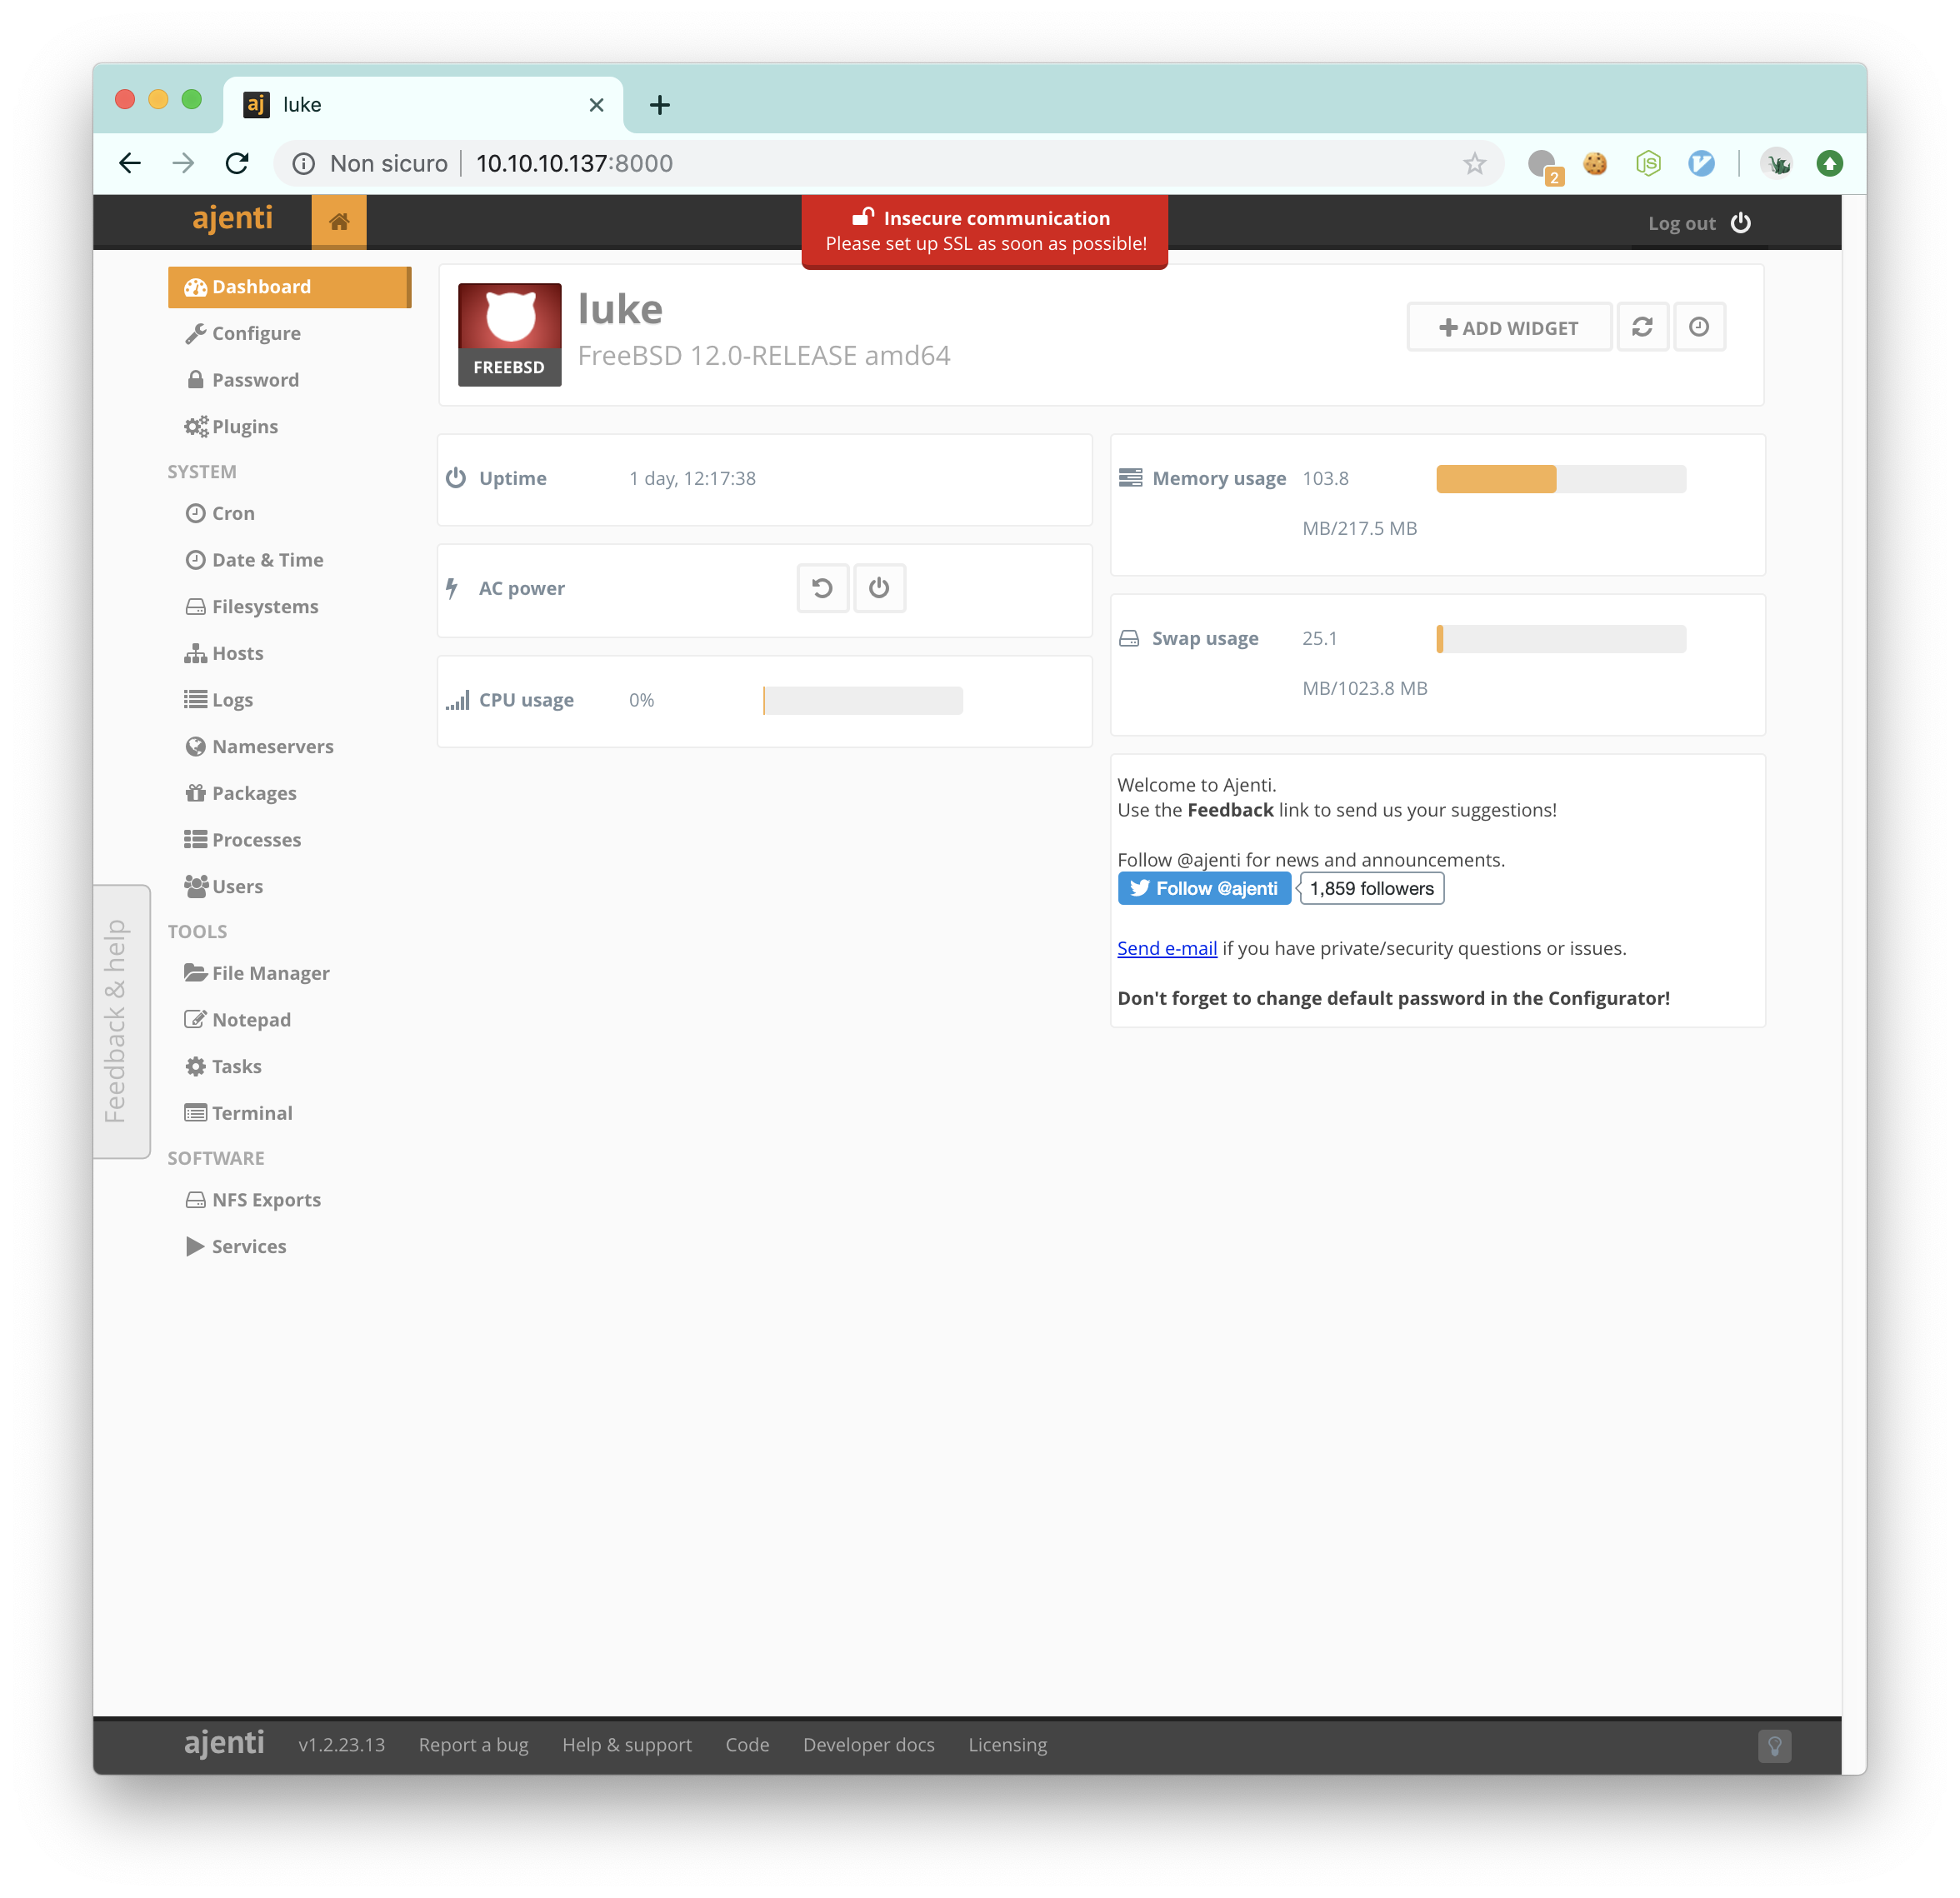 aj luke
Non sicuro 10.10.10.137:8000
2
JS
ajenti
Insecure communication
Please set up SSL as soon as possible!
Log out
Dashboard
Configure
Password
Plugins
SYSTEM
Cron
Date & Time
Filesystems
Hosts
Logs
Nameservers
Packages
Processes
Users
TOOLS
File Manager
Notepad
Tasks
Terminal
SOFTWARE
NFS Exports
Services
Feedback & help
FREEBSD
luke
FreeBSD 12.0-RELEASE amd64
ADD WIDGET
Uptime 1 day, 12:17:38
AC power
CPU usage 0%
Memory usage 103.8
MB/217.5 MB
Swap usage 25.1
MB/1023.8 MB
Welcome to Ajenti.
Use the Feedback link to send us your suggestions!
Follow @ajenti for news and announcements.
Follow @ajenti 1,859 followers
Send e-mail if you have private/security questions or issues.
Don't forget to change default password in the Configurator!
ajenti v1.2.23.13 Report a bug Help & support Code Developer docs Licensing